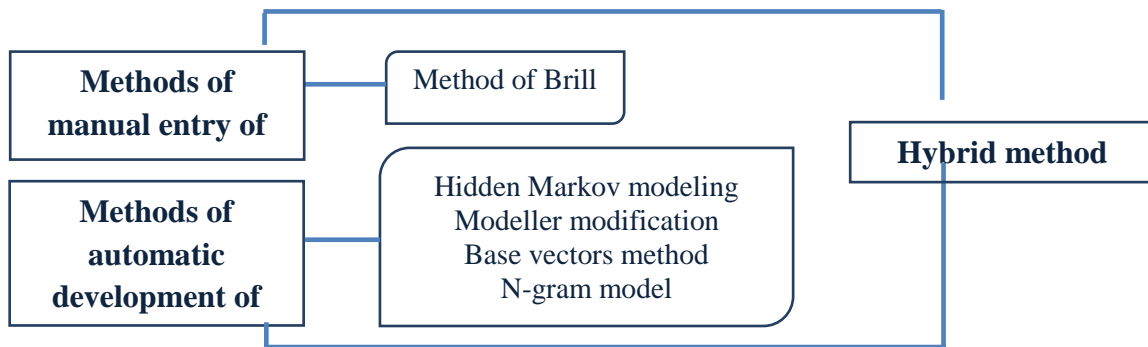 Methods of
manual entry of
Method of Brill
Hybrid method
Methods of
automatic
development of
Hidden Markov modeling
Modeller modification
Base vectors method
N-gram model